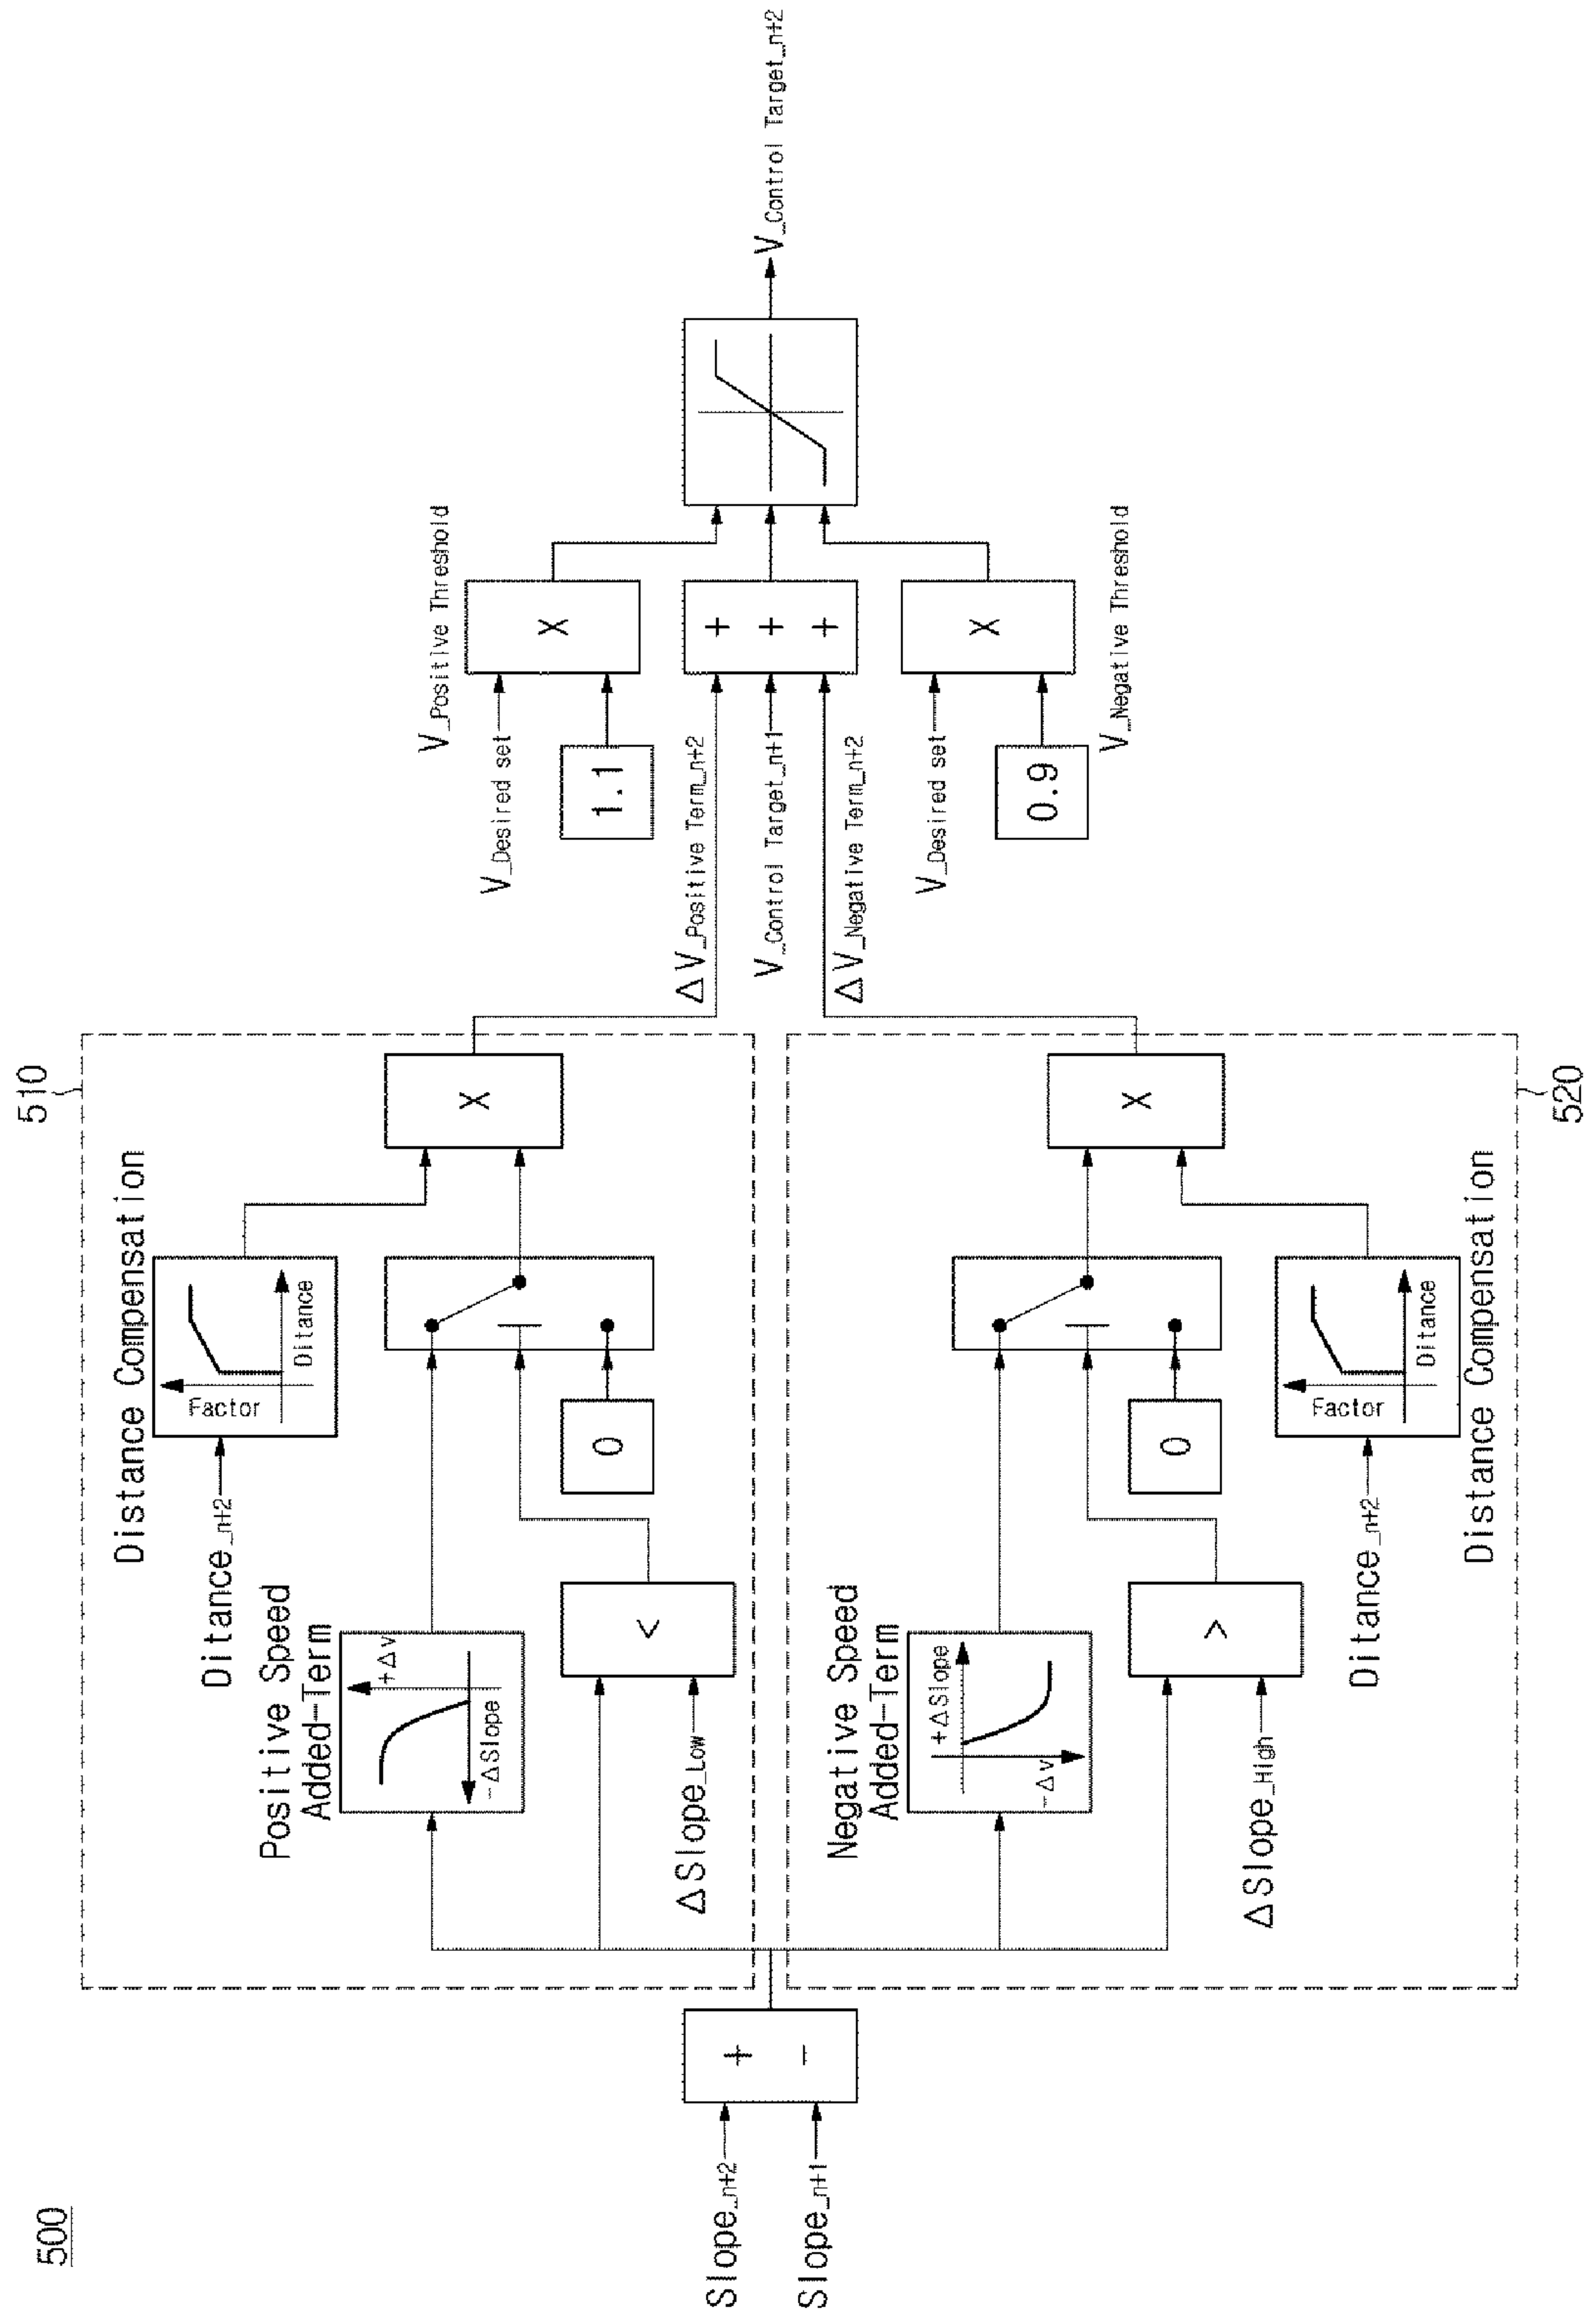 500
510
Distance Compensation
Factor
Ditance
Ditance_n+2
Positive Speed
Added-Term
+Δv
-ΔSlope
X
0
<
ΔSlope_Low
Slope_n+2
Slope_n+1
+
-
Negative Speed
Added-Term
+ΔSlope
-Δv
X
0
>
ΔSlope_High
Factor
Ditance
Ditance_n+2
Distance Compensation
520
V_Positive Threshold
V_Desired set
1.1
X
ΔV_Positive Term_n+2
V_Control Target_n+1
ΔV_Negative Term_n+2
+
+
+
V_Desired set
0.9
X
V_Negative Threshold
V_Control Target_n+2